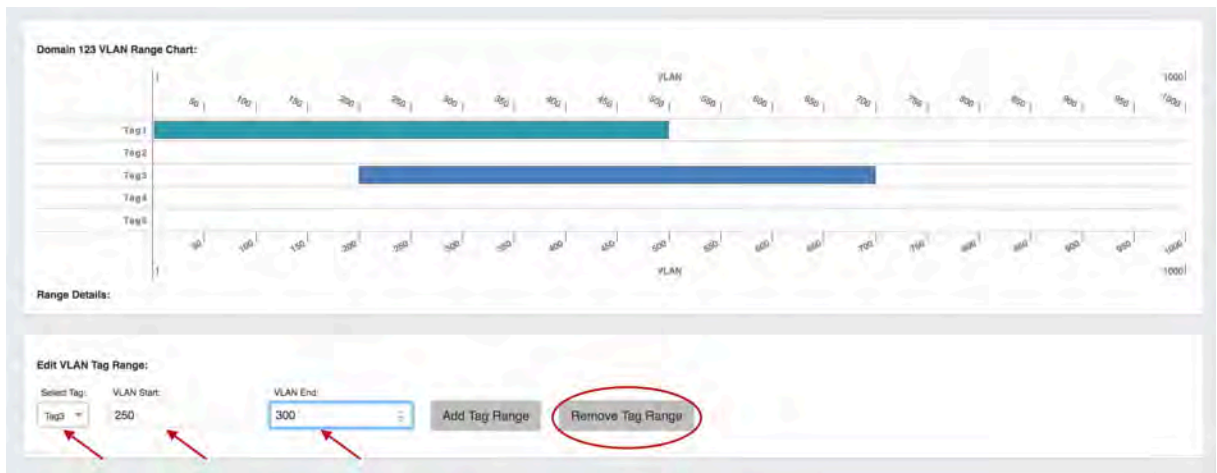 Domain 123 VLAN Range Chart:
1 VLAN 1000
50 100 150 200 250 300 350 400 450 500 550 600 650 700 750 800 850 900 950 1000
Tag1
Tag2
Tag3
Tag4
Tag5
50 100 150 200 250 300 350 400 450 500 550 600 650 700 750 800 850 900 950 1000
1 VLAN 1000
Range Details:
Edit VLAN Tag Range:
Select Tag: VLAN Start: VLAN End:
Tag3 250 300 Add Tag Range Remove Tag Range